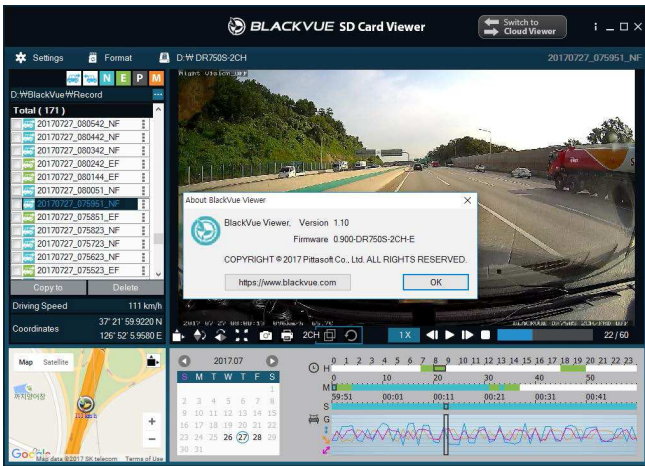 BLACKVUE SD Card Viewer
Switch to
Cloud Viewer
Settings
Format
D:₩ DR750S-2CH
20170727_075951_NF
N E P M
D:₩BlackVue₩Record
Total ( 171 )
20170727_080542_NF
20170727_080442_NF
20170727_080342_NF
20170727_080242_EF
20170727_080144_EF
20170727_080051_NF
20170727_075951_NF
20170727_075851_EF
20170727_075823_NF
20170727_075723_NF
20170727_075623_NF
20170727_075523_EF
Copy to
Delete
Driving Speed
111 km/h
Coordinates
37° 21' 59.9220 N
126° 52' 5.9580 E
Night Vision OFF
About BlackVue Viewer
BlackVue Viewer, Version 1.10
Firmware 0.900-DR750S-2CH-E
COPYRIGHT © 2017 Pittasoft Co., Ltd. ALL RIGHTS RESERVED.
https://www.blackvue.com
OK
2CH
1X
22 / 60
Map
Satellite
111 km/h
+
−
Google
Map data ©2017 SK telecom
Terms of Use
2017.07
S M T W T F S
1
2 3 4 5 6 7 8
9 10 11 12 13 14 15
16 17 18 19 20 21 22
23 24 25 26 27 28 29
30 31
H
0 1 2 3 4 5 6 7 8 9 10 11 12 13 14 15 16 17 18 19 20 21 22 23
M
0 10 20 30 40 50
S
59:51 00:01 00:11 00:21 00:31 00:41
G